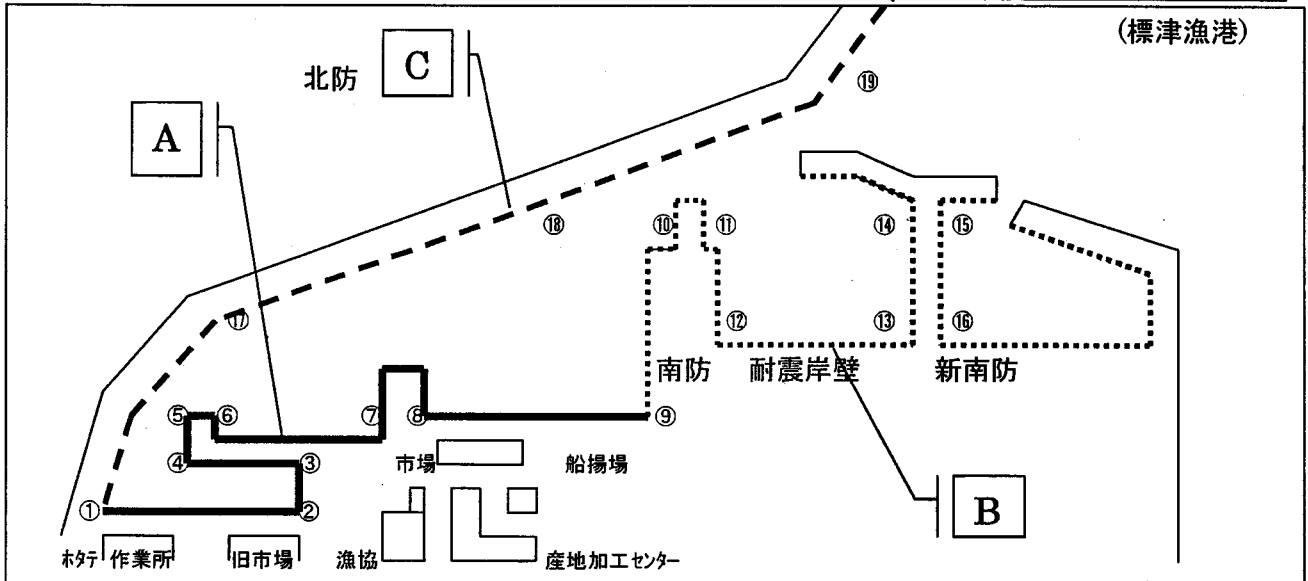 (標津漁港)
C
北防
⑲
A
⑱
⑩
⑪
⑭
⑮
⑰
⑫
⑬
⑯
南防
耐震岸壁
新南防
⑤
⑥
⑦
⑧
⑨
④
③
市場
船揚場
①
②
B
ホタテ
作業所
旧市場
漁協
産地加工センター